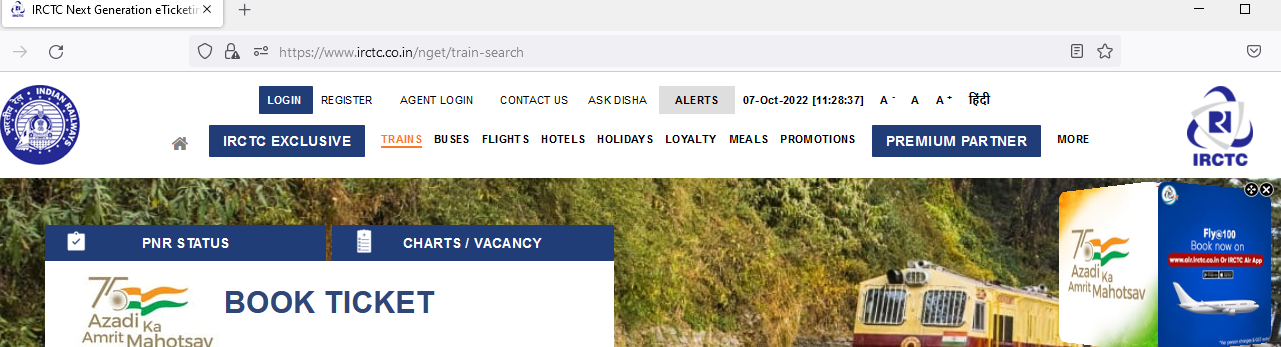 IRCTC Next Generation eTicketin
https://www.irctc.co.in/nget/train-search
LOGIN REGISTER AGENT LOGIN CONTACT US ASK DISHA ALERTS 07-Oct-2022 [11:28:37] A - A A + हिंदी
IRCTC EXCLUSIVE TRAINS BUSES FLIGHTS HOTELS HOLIDAYS LOYALTY MEALS PROMOTIONS PREMIUM PARTNER MORE
INDIAN RAILWAYS
भारतीय रेल
IRCTC
PNR STATUS CHARTS / VACANCY
75
Azadi Ka
Amrit Mahotsav
BOOK TICKET
75
Azadi Ka
Amrit Mahotsav
Fly@100
Book now on
www.air.irctc.co.in Or IRCTC Air App